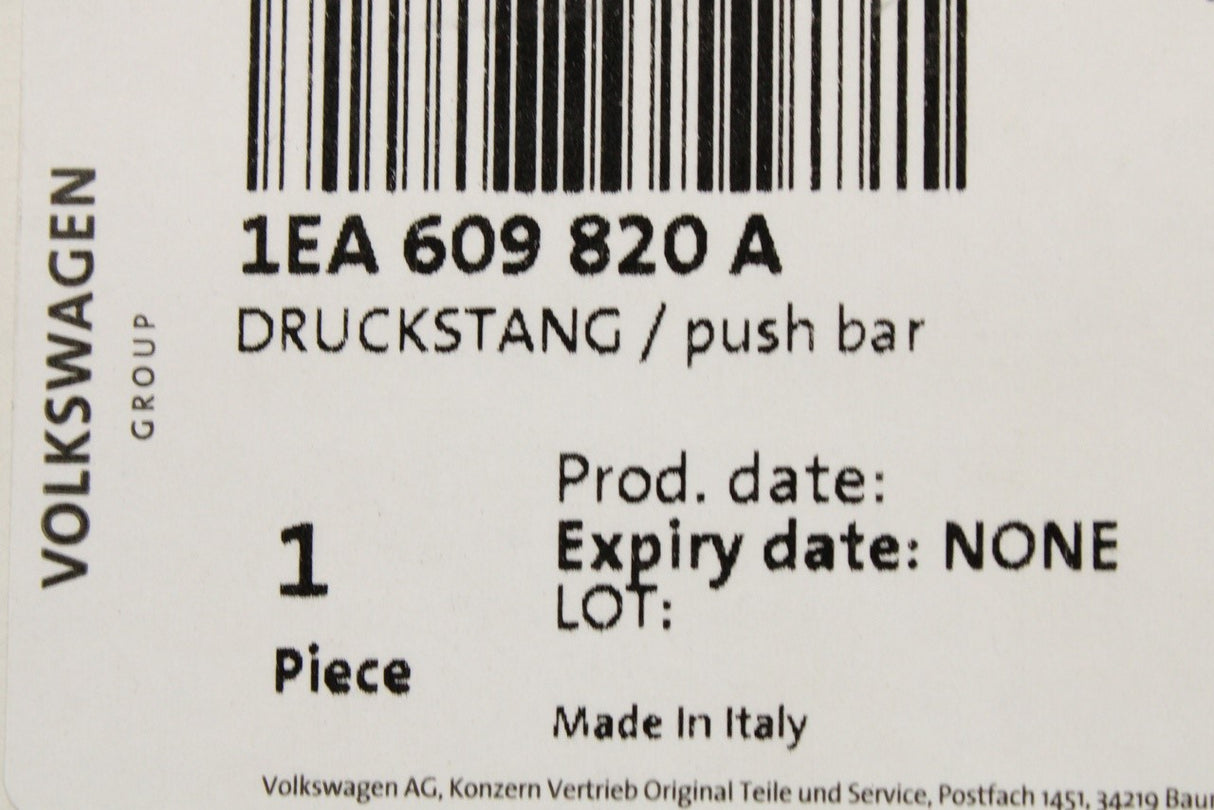 VOLKSWAGEN
GROUP
1EA 609 820 A
DRUCKSTANG / push bar
Prod. date:
Expiry date: NONE
LOT:
1
Piece
Made In Italy
Volkswagen AG, Konzern Vertrieb Original Teile und Service, Postfach 1451, 34219